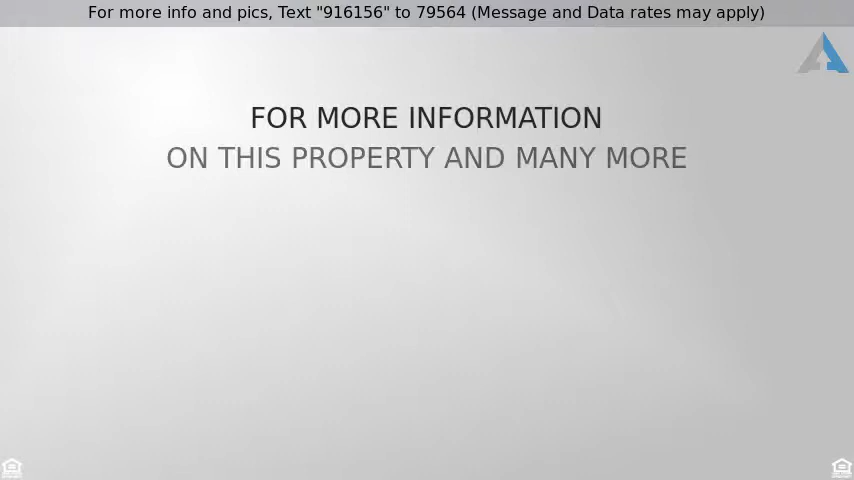 For more info and pics, Text "916156" to 79564 (Message and Data rates may apply)
FOR MORE INFORMATION
ON THIS PROPERTY AND MANY MORE